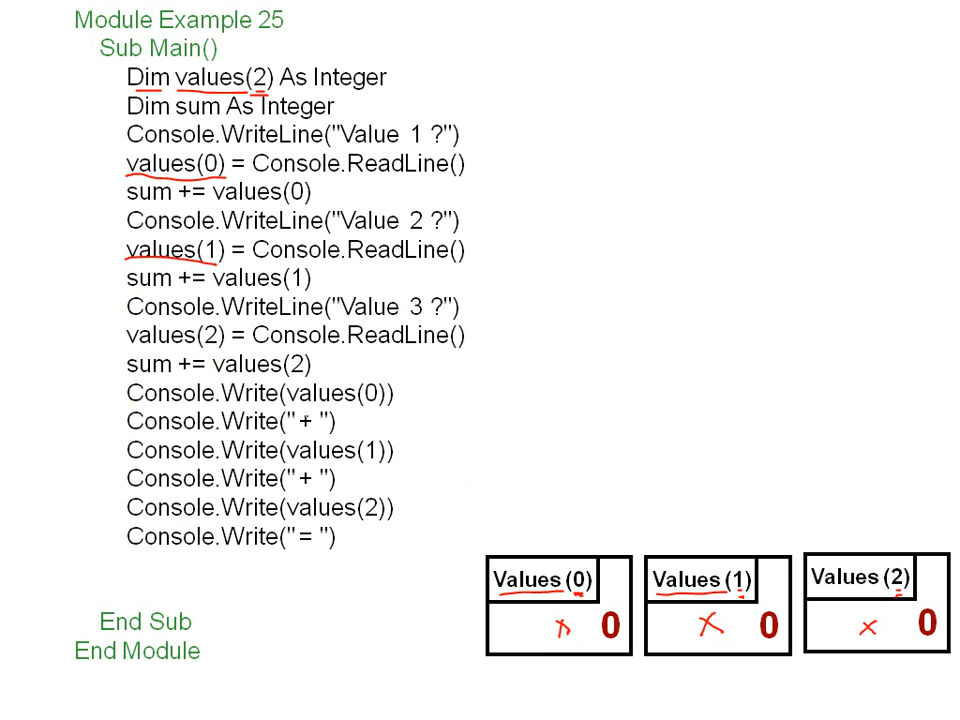 Module Example 25
Sub Main()
Dim values(2) As Integer
Dim sum As Integer
Console.WriteLine("Value 1 ?")
values(0) = Console.ReadLine()
sum += values(0)
Console.WriteLine("Value 2 ?")
values(1) = Console.ReadLine()
sum += values(1)
Console.WriteLine("Value 3 ?")
values(2) = Console.ReadLine()
sum += values(2)
Console.Write(values(0))
Console.Write(" + ")
Console.Write(values(1))
Console.Write(" + ")
Console.Write(values(2))
Console.Write(" = ")
End Sub
End Module
Values (0)
x 0
Values (1)
x 0
Values (2)
x 0